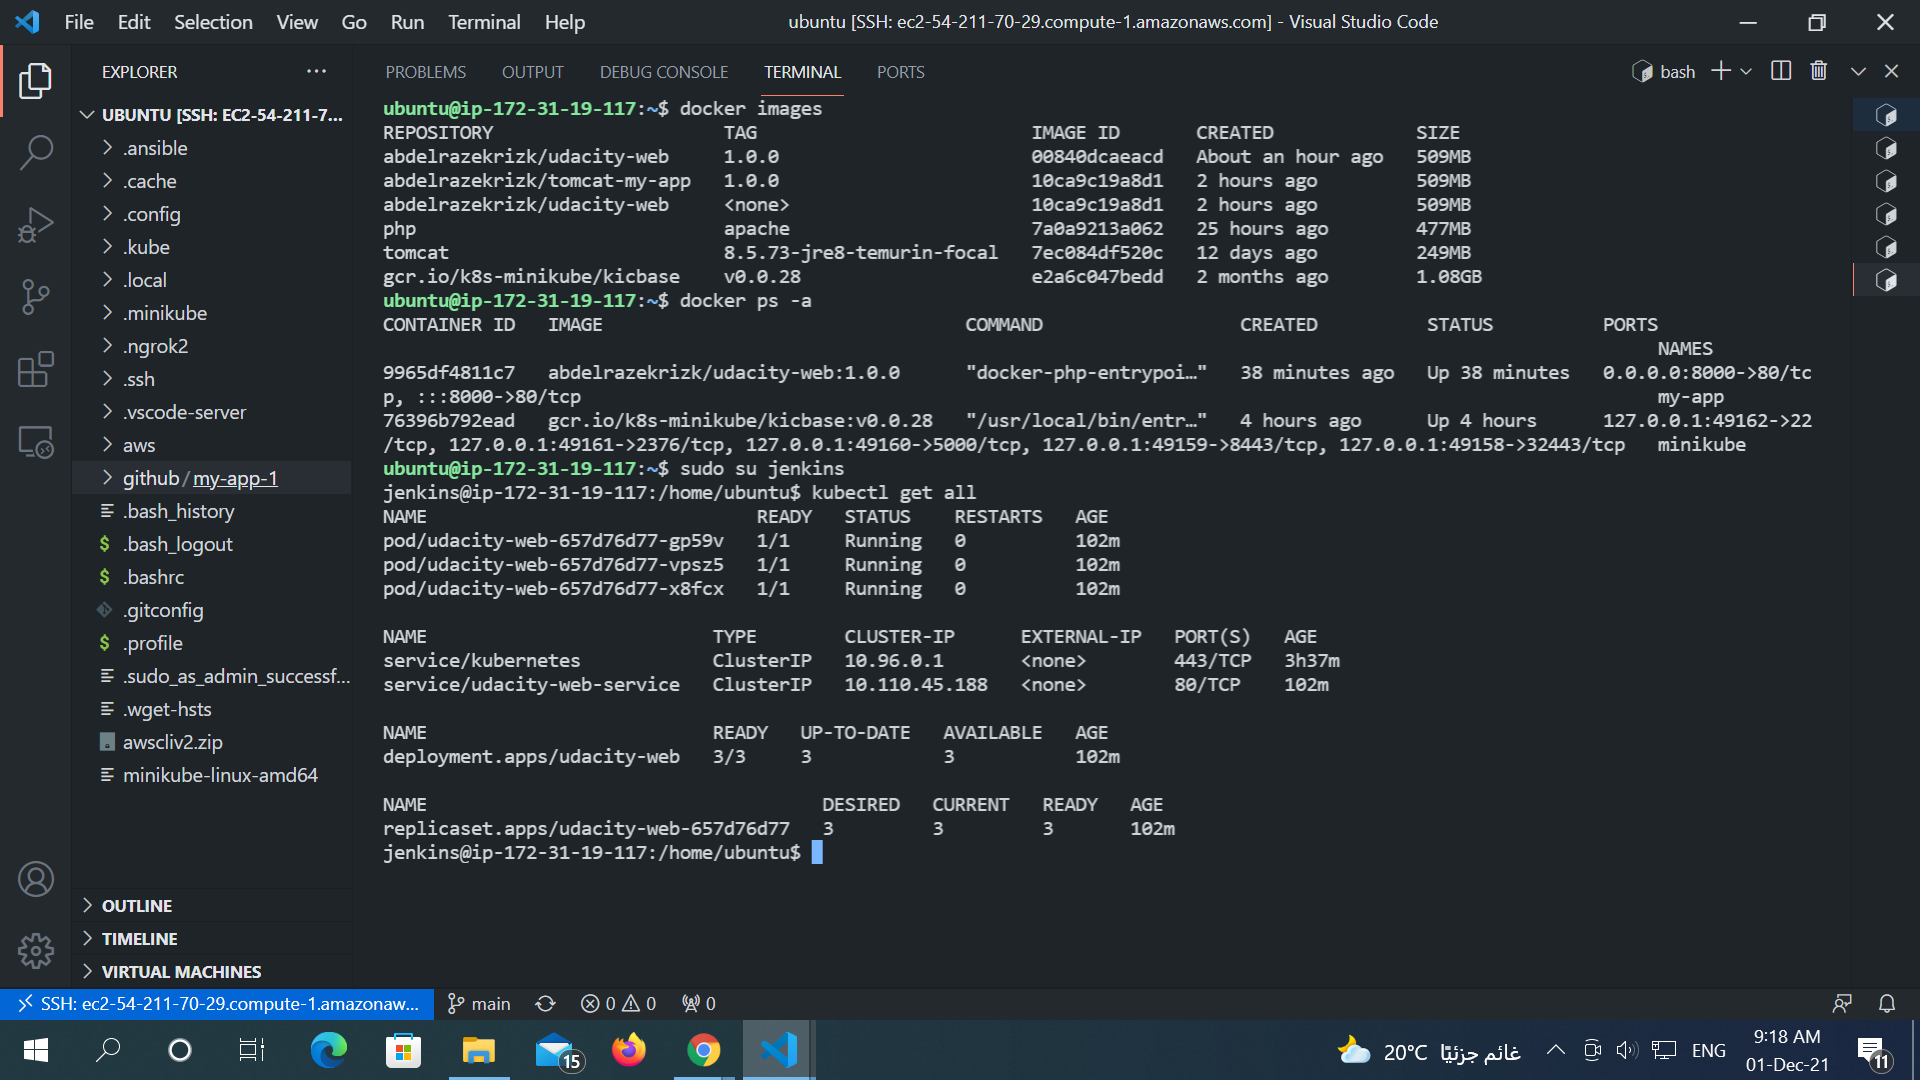 File Edit Selection View Go Run Terminal Help
ubuntu [SSH: ec2-54-211-70-29.compute-1.amazonaws.com] - Visual Studio Code
EXPLORER
UBUNTU [SSH: EC2-54-211-7...
.ansible
.cache
.config
.kube
.local
.minikube
.ngrok2
.ssh
.vscode-server
aws
github/my-app-1
.bash_history
.bash_logout
.bashrc
.gitconfig
.profile
.sudo_as_admin_successf...
.wget-hsts
awscliv2.zip
minikube-linux-amd64
OUTLINE
TIMELINE
VIRTUAL MACHINES
PROBLEMS OUTPUT DEBUG CONSOLE TERMINAL PORTS
bash
ubuntu@ip-172-31-19-117:~$ docker images
REPOSITORY TAG IMAGE ID CREATED SIZE
abdelrazekrizk/udacity-web 1.0.0 00840dcaeacd About an hour ago 509MB
abdelrazekrizk/tomcat-my-app 1.0.0 10ca9c19a8d1 2 hours ago 509MB
abdelrazekrizk/udacity-web <none> 10ca9c19a8d1 2 hours ago 509MB
php apache 7a0a9213a062 25 hours ago 477MB
tomcat 8.5.73-jre8-temurin-focal 7ec084df520c 12 days ago 249MB
gcr.io/k8s-minikube/kicbase v0.0.28 e2a6c047bedd 2 months ago 1.08GB
ubuntu@ip-172-31-19-117:~$ docker ps -a
CONTAINER ID IMAGE COMMAND CREATED STATUS PORTS
NAMES
9965df4811c7 abdelrazekrizk/udacity-web:1.0.0 "docker-php-entrypoi…" 38 minutes ago Up 38 minutes 0.0.0.0:8000->80/tc
p, :::8000->80/tcp my-app
76396b792ead gcr.io/k8s-minikube/kicbase:v0.0.28 "/usr/local/bin/entr…" 4 hours ago Up 4 hours 127.0.0.1:49162->22
/tcp, 127.0.0.1:49161->2376/tcp, 127.0.0.1:49160->5000/tcp, 127.0.0.1:49159->8443/tcp, 127.0.0.1:49158->32443/tcp minikube
ubuntu@ip-172-31-19-117:~$ sudo su jenkins
jenkins@ip-172-31-19-117:/home/ubuntu$ kubectl get all
NAME READY STATUS RESTARTS AGE
pod/udacity-web-657d76d77-gp59v 1/1 Running 0 102m
pod/udacity-web-657d76d77-vpsz5 1/1 Running 0 102m
pod/udacity-web-657d76d77-x8fcx 1/1 Running 0 102m
NAME TYPE CLUSTER-IP EXTERNAL-IP PORT(S) AGE
service/kubernetes ClusterIP 10.96.0.1 <none> 443/TCP 3h37m
service/udacity-web-service ClusterIP 10.110.45.188 <none> 80/TCP 102m
NAME READY UP-TO-DATE AVAILABLE AGE
deployment.apps/udacity-web 3/3 3 3 102m
NAME DESIRED CURRENT READY AGE
replicaset.apps/udacity-web-657d76d77 3 3 3 102m
jenkins@ip-172-31-19-117:/home/ubuntu$
SSH: ec2-54-211-70-29.compute-1.amazonaw... main 0 0 0
15
20°C غائم جزئيًا
ENG
9:18 AM
01-Dec-21
11